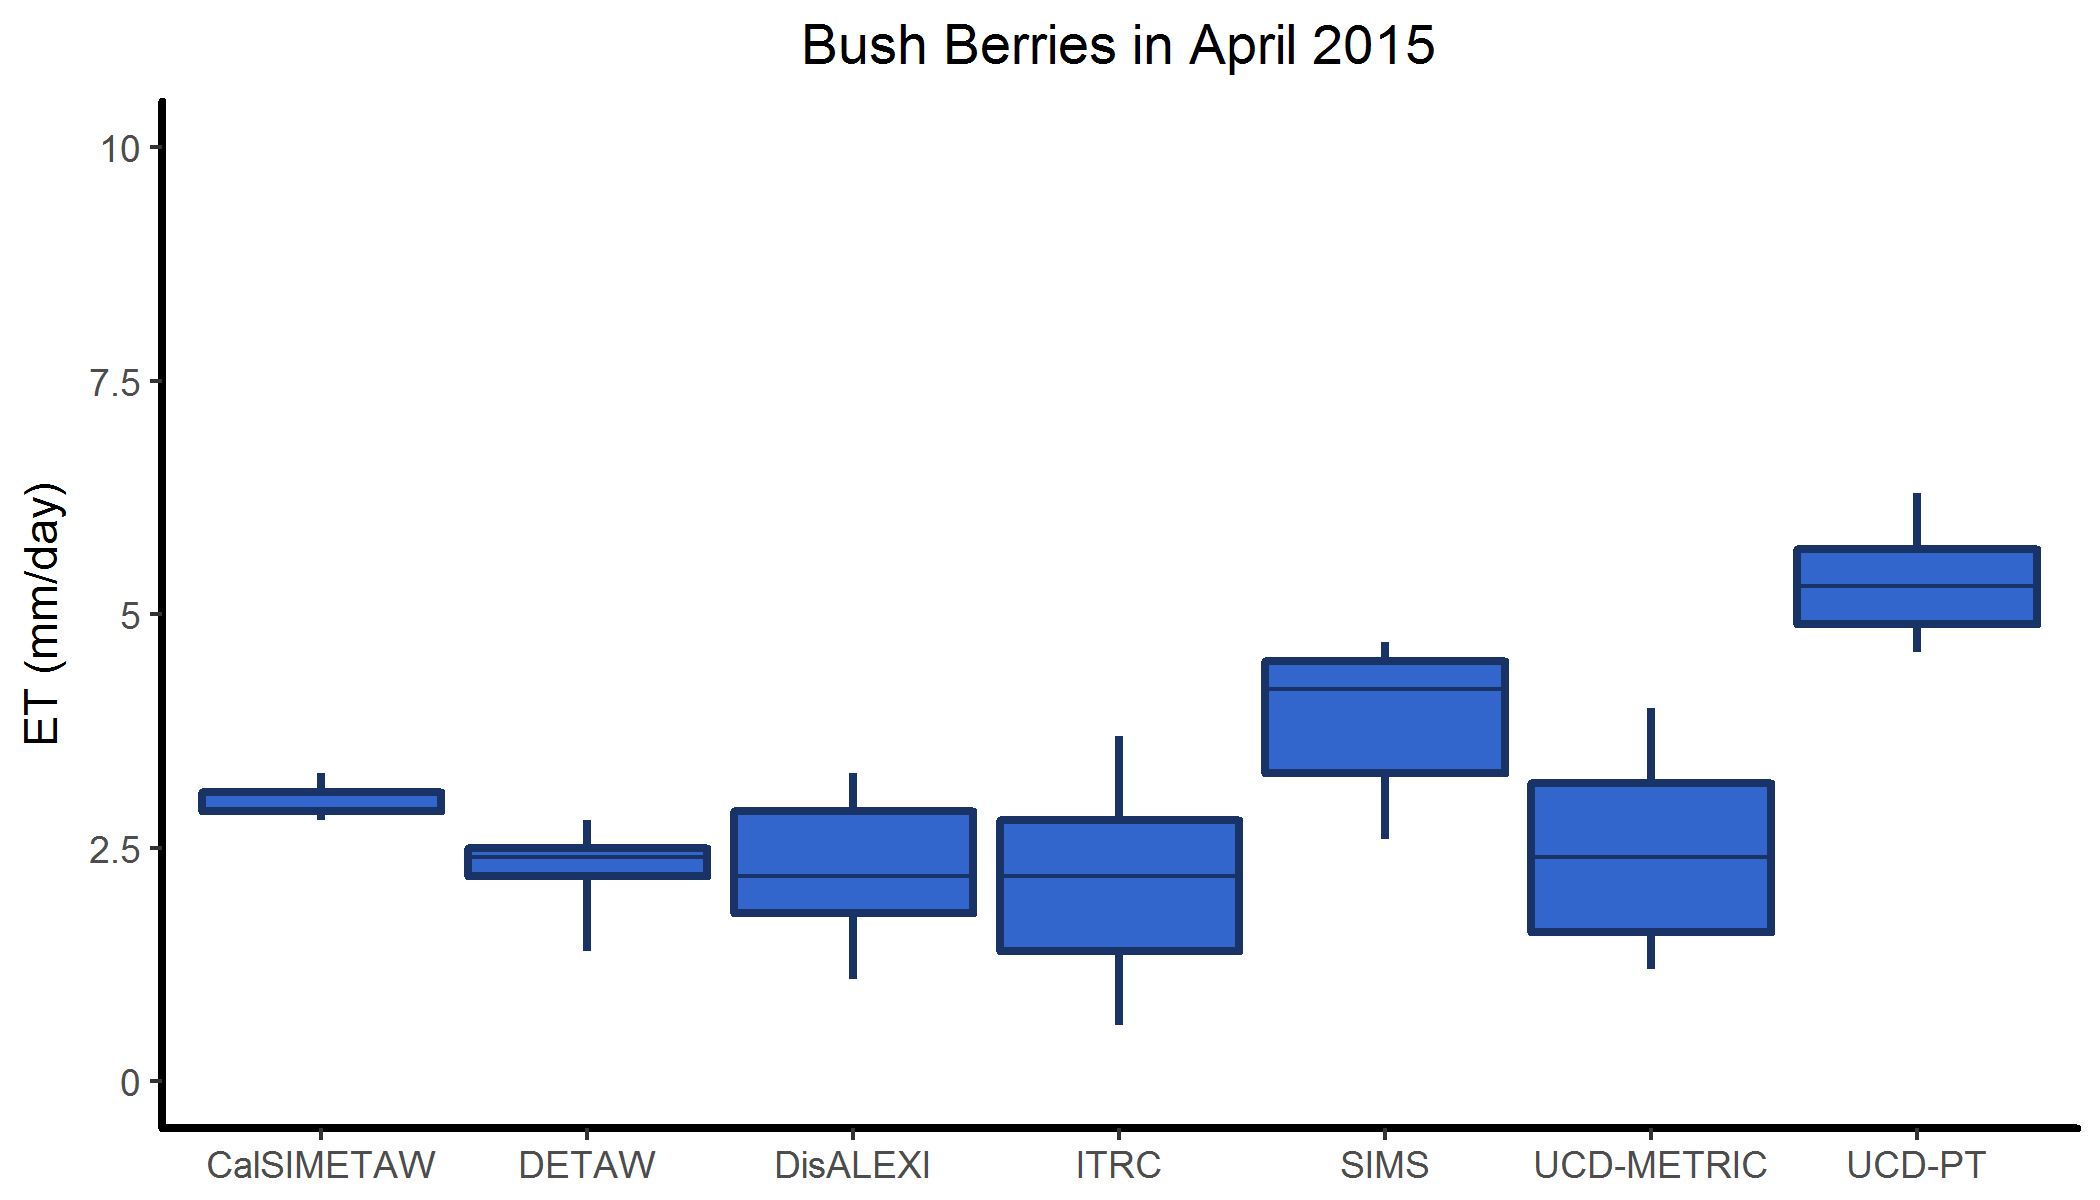 Bush Berries in April 2015
ET (mm/day)
10
7.5
5
2.5
0
CalSIMETAW DETAW DisALEXI ITRC SIMS UCD-METRIC UCD-PT